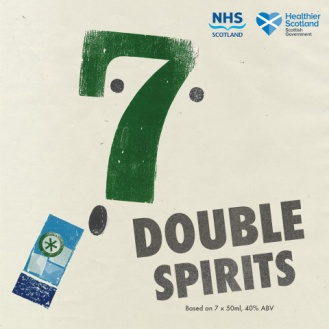 NHS
SCOTLAND
Healthier
Scotland
Scottish
Government
7
DOUBLE
SPIRITS
Based on 7 x 50ml, 40% ABV